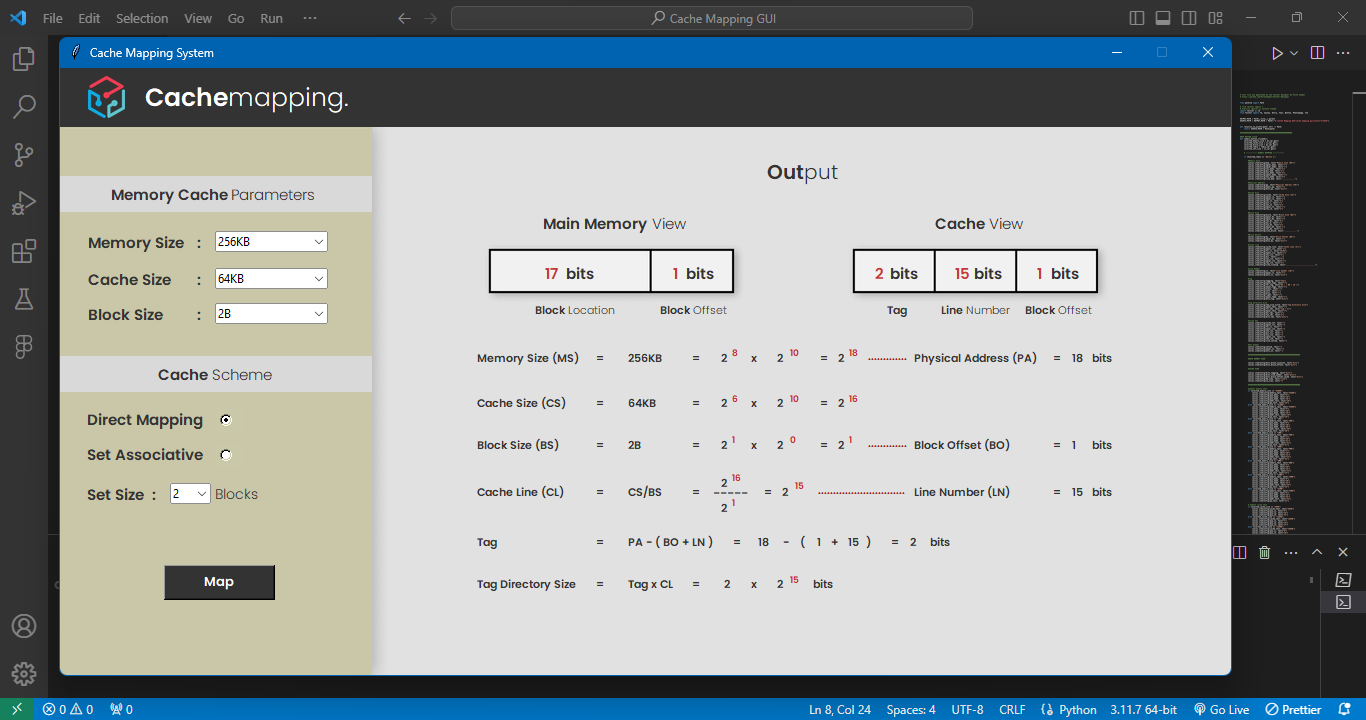 File Edit Selection View Go Run ···
Cache Mapping GUI
Cache Mapping System
Cachemapping.
Memory Cache Parameters
Memory Size : 256KB
Cache Size : 64KB
Block Size : 2B
Cache Scheme
Direct Mapping
Set Associative
Set Size : 2 Blocks
Map
Output
Main Memory View
17 bits 1 bits
Block Location Block Offset
Cache View
2 bits 15 bits 1 bits
Tag Line Number Block Offset
Memory Size (MS) = 256KB = 2^8 x 2^10 = 2^18 ............. Physical Address (PA) = 18 bits
Cache Size (CS) = 64KB = 2^6 x 2^10 = 2^16
Block Size (BS) = 2B = 2^1 x 2^0 = 2^1 ............. Block Offset (BO) = 1 bits
Cache Line (CL) = CS/BS = 2^16 ----- 2^1 = 2^15 ............................. Line Number (LN) = 15 bits
Tag = PA - ( BO + LN ) = 18 - ( 1 + 15 ) = 2 bits
Tag Directory Size = Tag x CL = 2 x 2^15 bits
0 0 0 Ln 8, Col 24 Spaces: 4 UTF-8 CRLF Python 3.11.7 64-bit Go Live Prettier